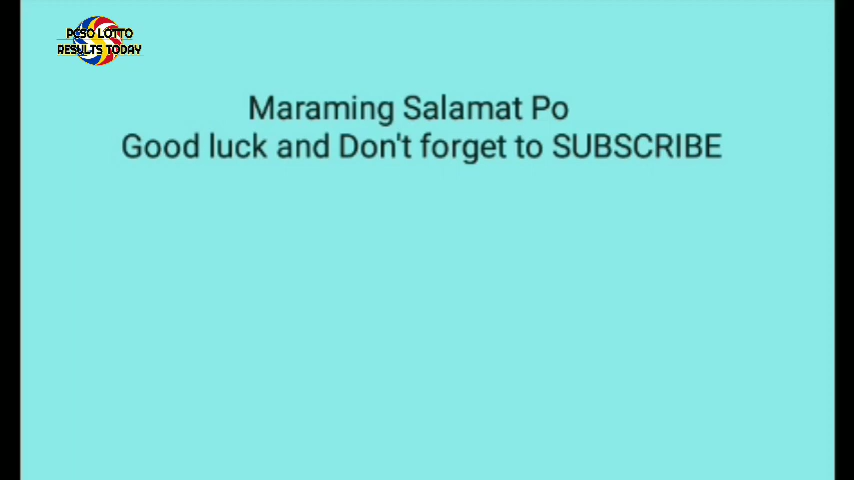 PCSO LOTTO
RESULTS TODAY
Maraming Salamat Po
Good luck and Don't forget to SUBSCRIBE